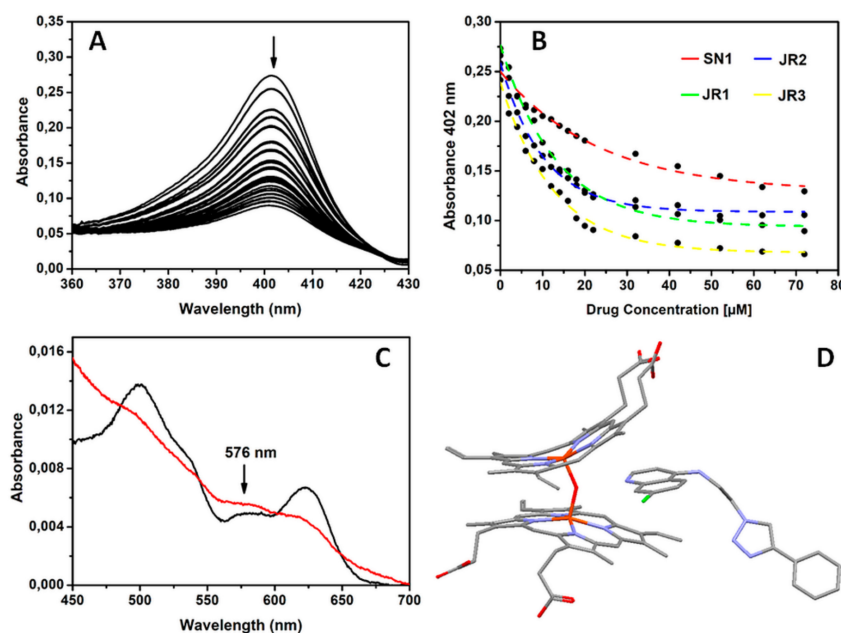 A
Absorbance
0,35
0,30
0,25
0,20
0,15
0,10
0,05
0,00
360 370 380 390 400 410 420 430
Wavelength (nm)
B
SN1 JR2
JR1 JR3
Absorbance 402 nm
0,30
0,25
0,20
0,15
0,10
0,05
0 10 20 30 40 50 60 70 80
Drug Concentration [µM]
C
576 nm
Absorbance
0,016
0,012
0,008
0,004
0,000
450 500 550 600 650 700
Wavelength (nm)
D